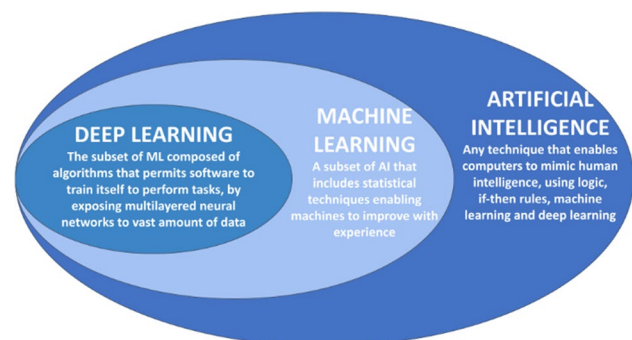 DEEP LEARNING
The subset of ML composed of
algorithms that permits software to
train itself to perform tasks, by
exposing multilayered neural
networks to vast amount of data
MACHINE
LEARNING
A subset of AI that
includes statistical
techniques enabling
machines to improve with
experience
ARTIFICIAL
INTELLIGENCE
Any technique that enables
computers to mimic human
intelligence, using logic,
if-then rules, machine
learning and deep learning